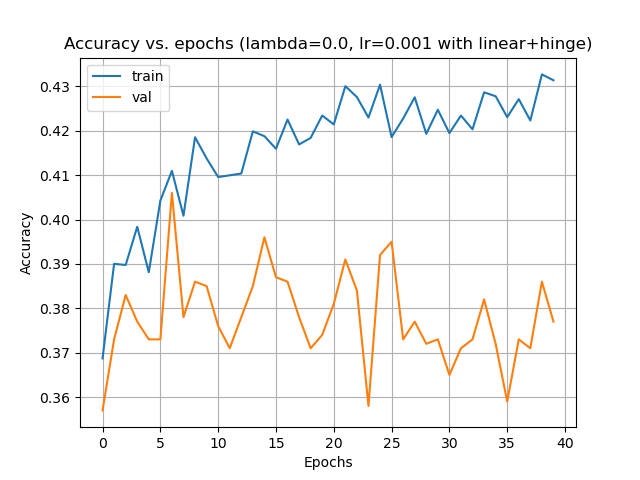 Accuracy vs. epochs (lambda=0.0, lr=0.001 with linear+hinge)
train
val
0.43
0.42
0.41
0.40
0.39
0.38
0.37
0.36
Accuracy
0 5 10 15 20 25 30 35 40
Epochs